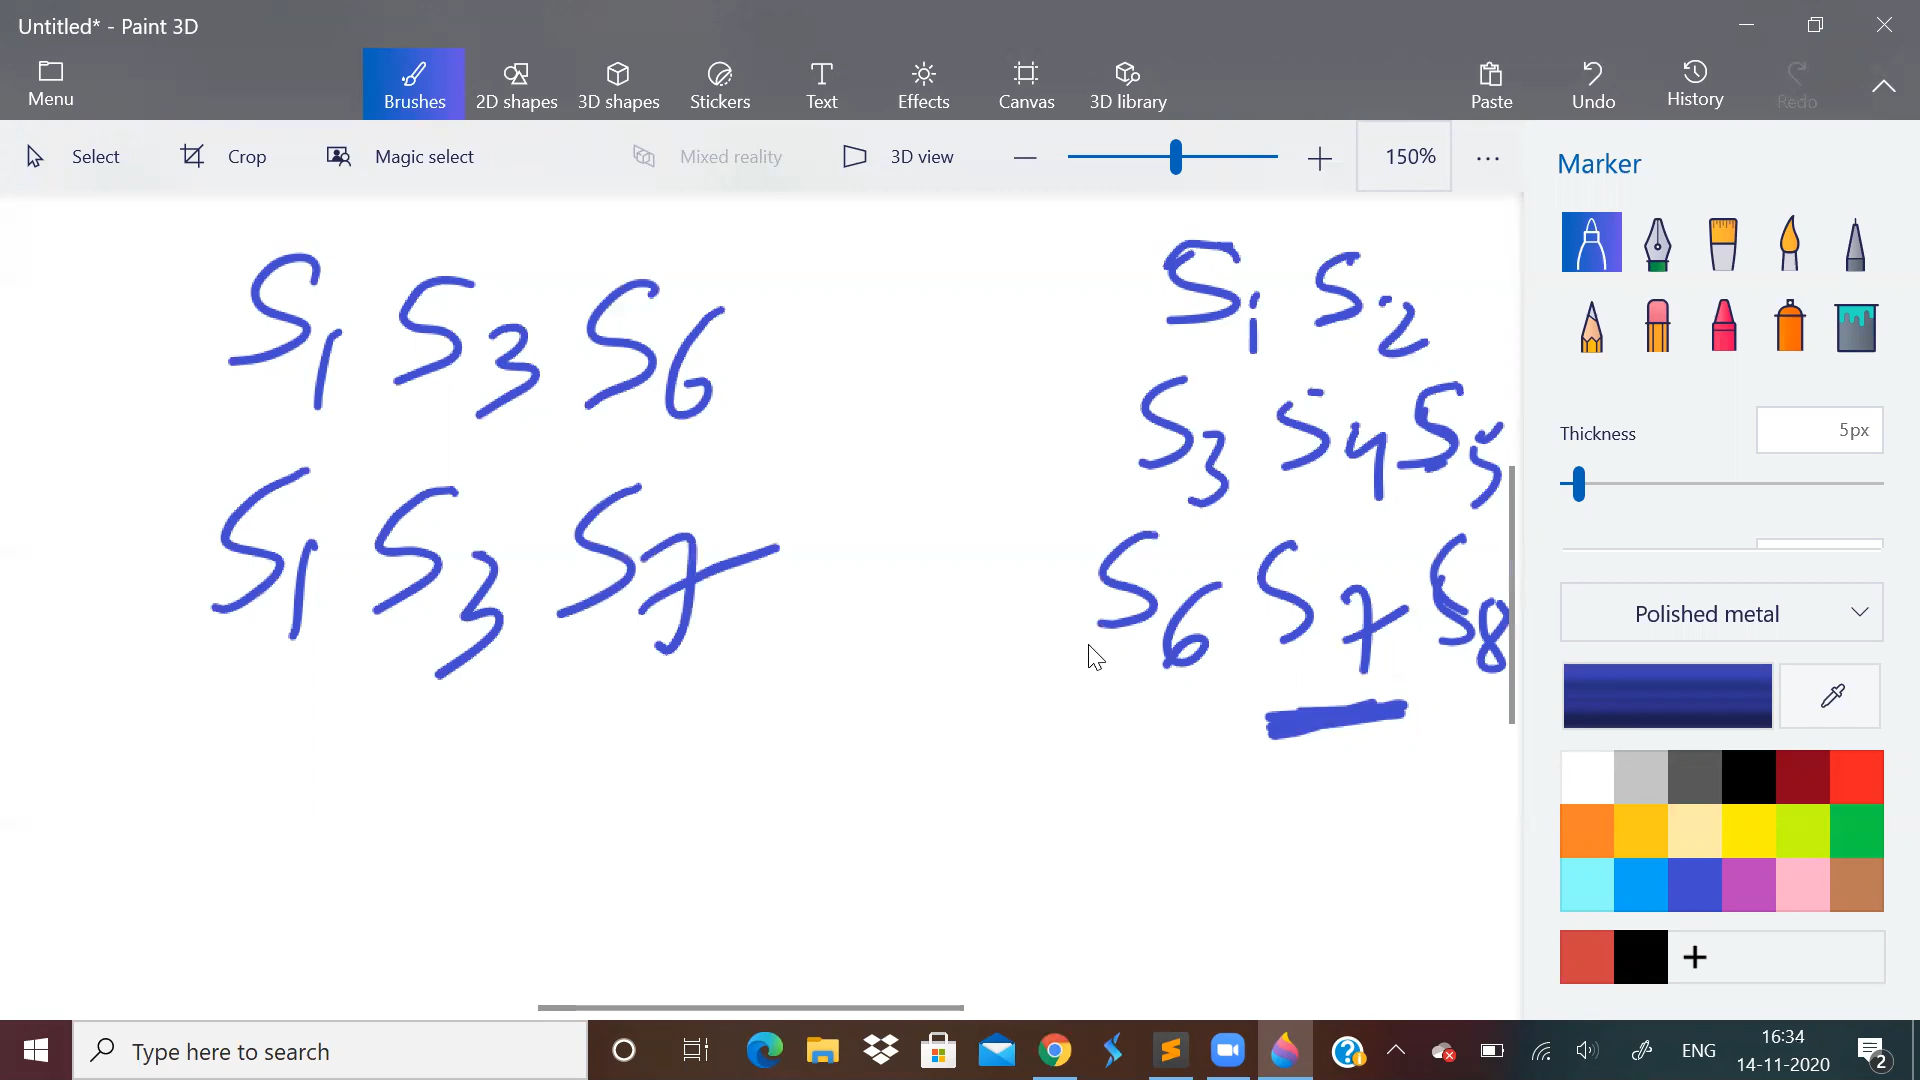 Untitled* - Paint 3D
Menu
Brushes
2D shapes
3D shapes
Stickers
Text
Effects
Canvas
3D library
Paste
Undo
History
Redo
Select
Crop
Magic select
Mixed reality
3D view
150%
Marker
S1 S3 S6
S1 S3 S7
S1 S2
S3 S4 S5
S6 S7 S8
Thickness
5px
Polished metal
Type here to search
ENG
16:34
14-11-2020
2